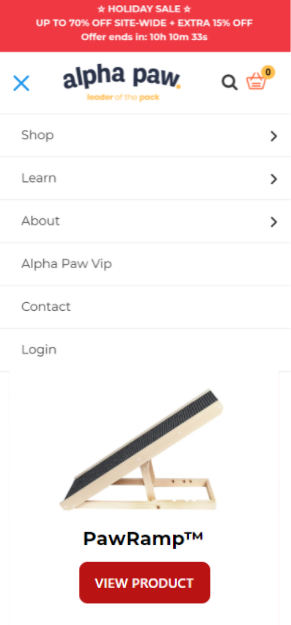 ☆ HOLIDAY SALE ☆
UP TO 70% OFF SITE-WIDE + EXTRA 15% OFF
Offer ends in: 10h 10m 33s
alpha paw.
leader of the pack
0
Shop
Learn
About
Alpha Paw Vip
Contact
Login
PawRamp™
VIEW PRODUCT